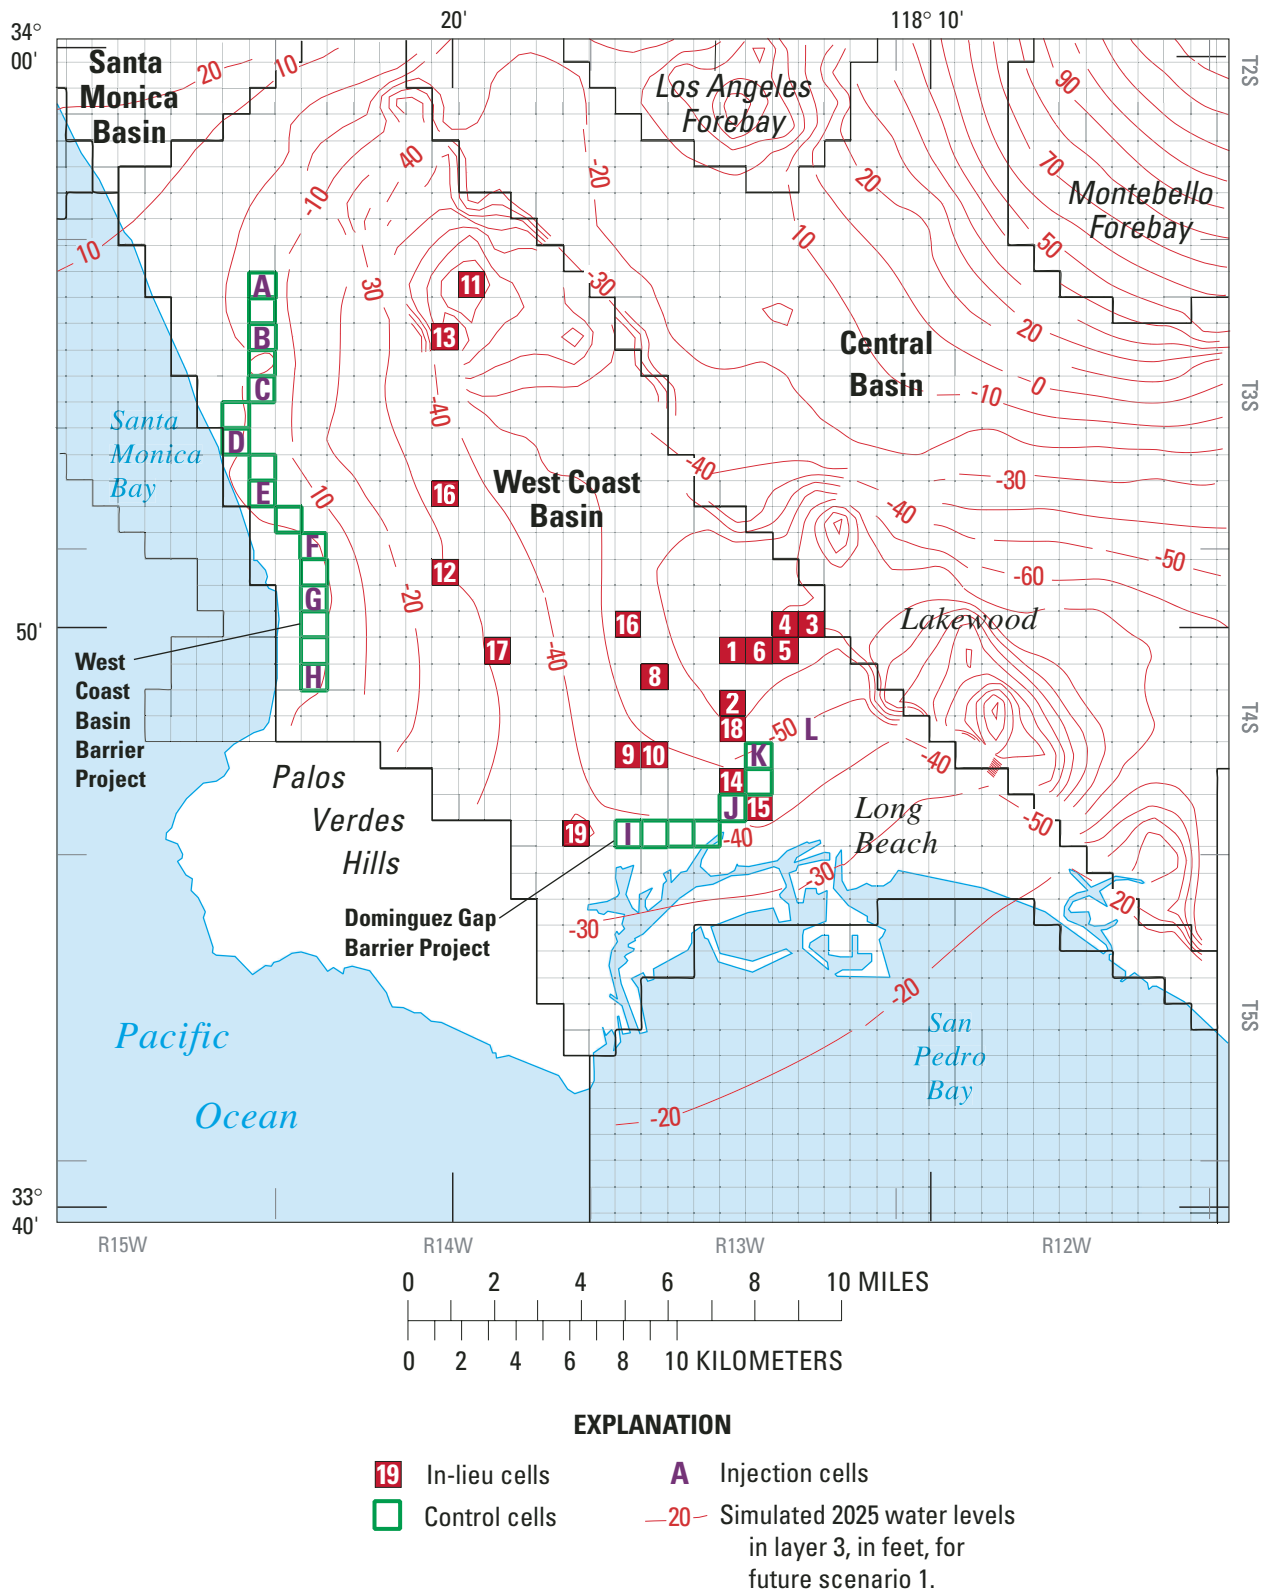 34°
00'
20'
118° 10'
T2S
Santa
Monica
Basin
20
10
Los Angeles
Forebay
90
40
-20
20
70
Montebello
Forebay
-10
10
50
10
30
-30
A
11
B
13
20
Central
Basin
C
0
-10
T3S
-40
Santa
Monica
Bay
D
-40
West Coast
Basin
-30
E
10
16
-40
F
-50
12
-60
G
-20
50'
16
4
3
Lakewood
17
-40
1
6
5
West
Coast
Basin
Barrier
Project
H
8
2
T4S
18
-50
L
9
10
K
-40
Palos
Verdes
Hills
14
J
15
Long
Beach
-50
19
I
-40
-30
20
Dominguez Gap
Barrier Project
-30
-20
Pacific
Ocean
San
Pedro
Bay
T5S
-20
33°
40'
R15W
R14W
R13W
R12W
0 2 4 6 8 10 MILES
0 2 4 6 8 10 KILOMETERS
EXPLANATION
19 In-lieu cells
A Injection cells
Control cells
20 Simulated 2025 water levels
in layer 3, in feet, for
future scenario 1.